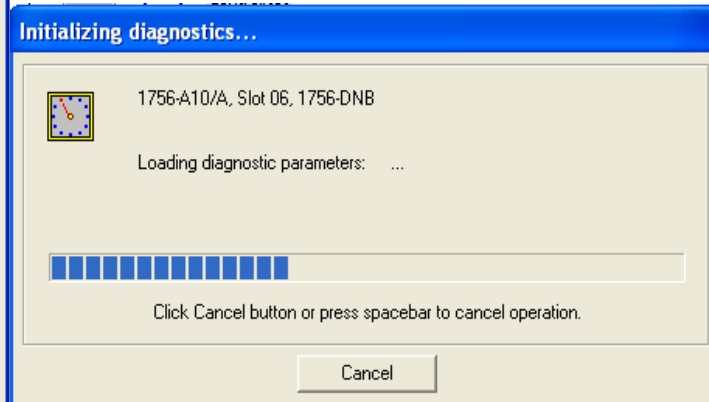 Initializing diagnostics...
1756-A10/A, Slot 06, 1756-DNB
Loading diagnostic parameters: ...
Click Cancel button or press spacebar to cancel operation.
Cancel